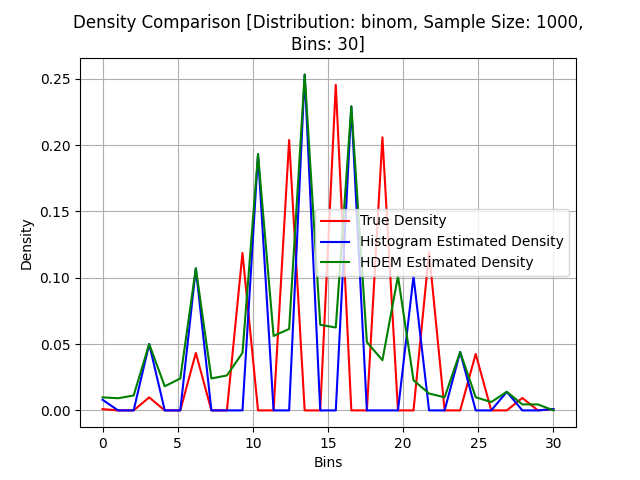 Density Comparison [Distribution: binom, Sample Size: 1000,
Bins: 30]
Density
0.25
0.20
0.15
0.10
0.05
0.00
True Density
Histogram Estimated Density
HDEM Estimated Density
0 5 10 15 20 25 30
Bins